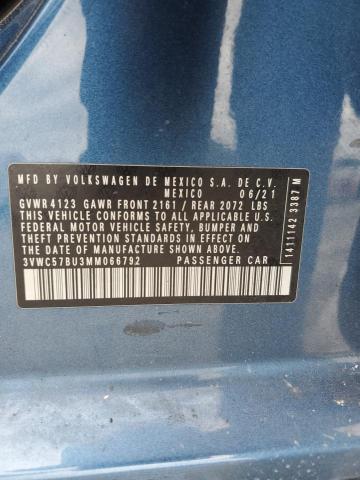 MFD BY VOLKSWAGEN DE MEXICO S.A. DE C.V.
MEXICO 06/21
GVWR 4123 GAWR FRONT 2161 / REAR 2072 LBS
THIS VEHICLE CONFORMS TO ALL APPLICABLE U.S.
FEDERAL MOTOR VEHICLE SAFETY, BUMPER, AND
THEFT PREVENTION STANDARDS IN EFFECT ON THE
DATE OF MANUFACTURE SHOWN ABOVE.
3VWC57BU3MM066792 PASSENGER CAR
1411142 3387 M